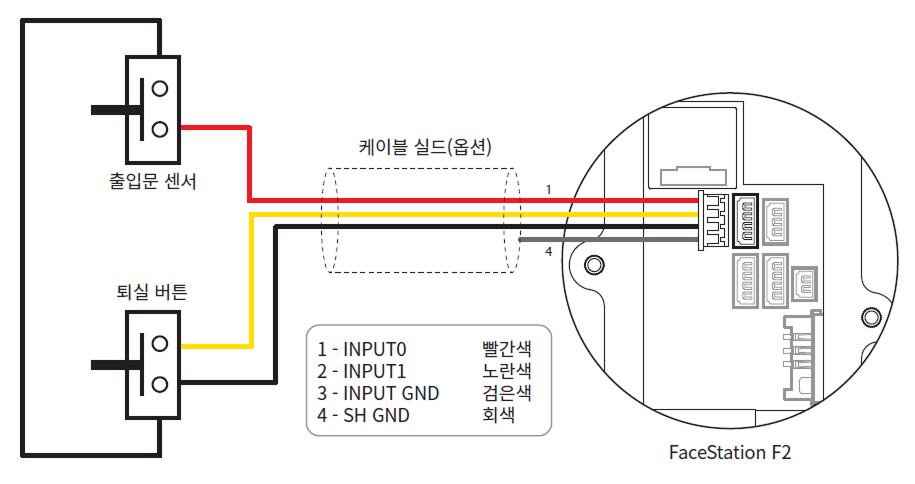 케이블 실드(옵션)
출입문 센서
1
4
퇴실 버튼
1 - INPUT0 빨간색
2 - INPUT1 노란색
3 - INPUT GND 검은색
4 - SH GND 회색
FaceStation F2